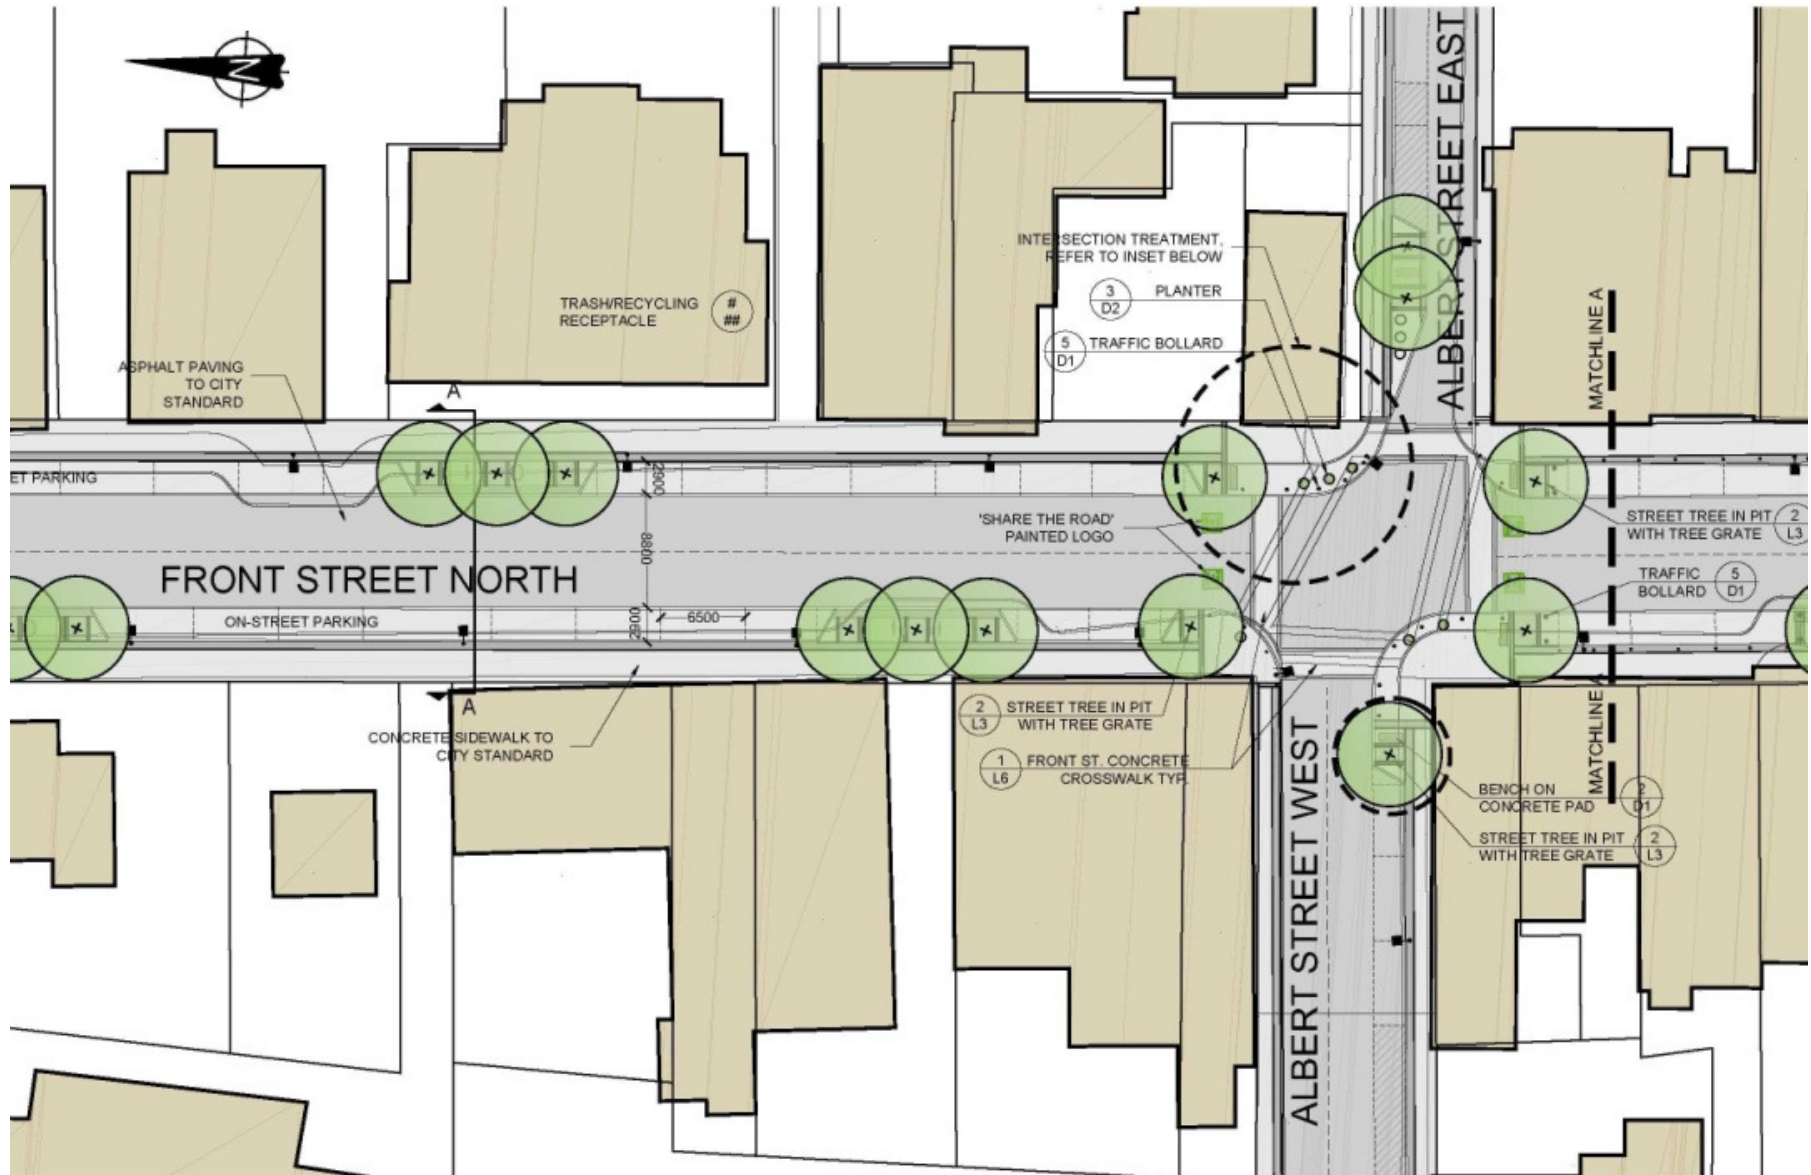 N
ALBERT STREET EAST
INTERSECTION TREATMENT,
REFER TO INSET BELOW
3
D2
PLANTER
5
D1
TRAFFIC BOLLARD
TRASH/RECYCLING
RECEPTACLE
#
##
MATCHLINE A
ASPHALT PAVING
TO CITY
STANDARD
A
ET PARKING
2900
'SHARE THE ROAD'
PAINTED LOGO
STREET TREE IN PIT
WITH TREE GRATE
2
L3
8800
FRONT STREET NORTH
TRAFFIC
BOLLARD
5
D1
ON-STREET PARKING
2900
6500
A
2
L3
STREET TREE IN PIT
WITH TREE GRATE
CONCRETE SIDEWALK TO
CITY STANDARD
1
L6
FRONT ST. CONCRETE
CROSSWALK TYP.
ALBERT STREET WEST
MATCHLINE A
BENCH ON
CONCRETE PAD
2
D1
STREET TREE IN PIT
WITH TREE GRATE
2
L3